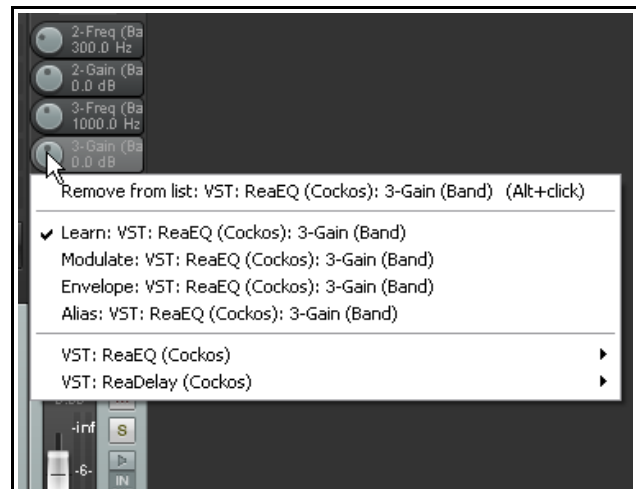 2-Freq (Ba
300.0 Hz
2-Gain (Ba
0.0 dB
3-Freq (Ba
1000.0 Hz
3-Gain (Ba
0.0 dB
Remove from list: VST: ReaEQ (Cockos): 3-Gain (Band) (Alt+click)
Learn: VST: ReaEQ (Cockos): 3-Gain (Band)
Modulate: VST: ReaEQ (Cockos): 3-Gain (Band)
Envelope: VST: ReaEQ (Cockos): 3-Gain (Band)
Alias: VST: ReaEQ (Cockos): 3-Gain (Band)
VST: ReaEQ (Cockos)
VST: ReaDelay (Cockos)
-inf
S
-6-
IN